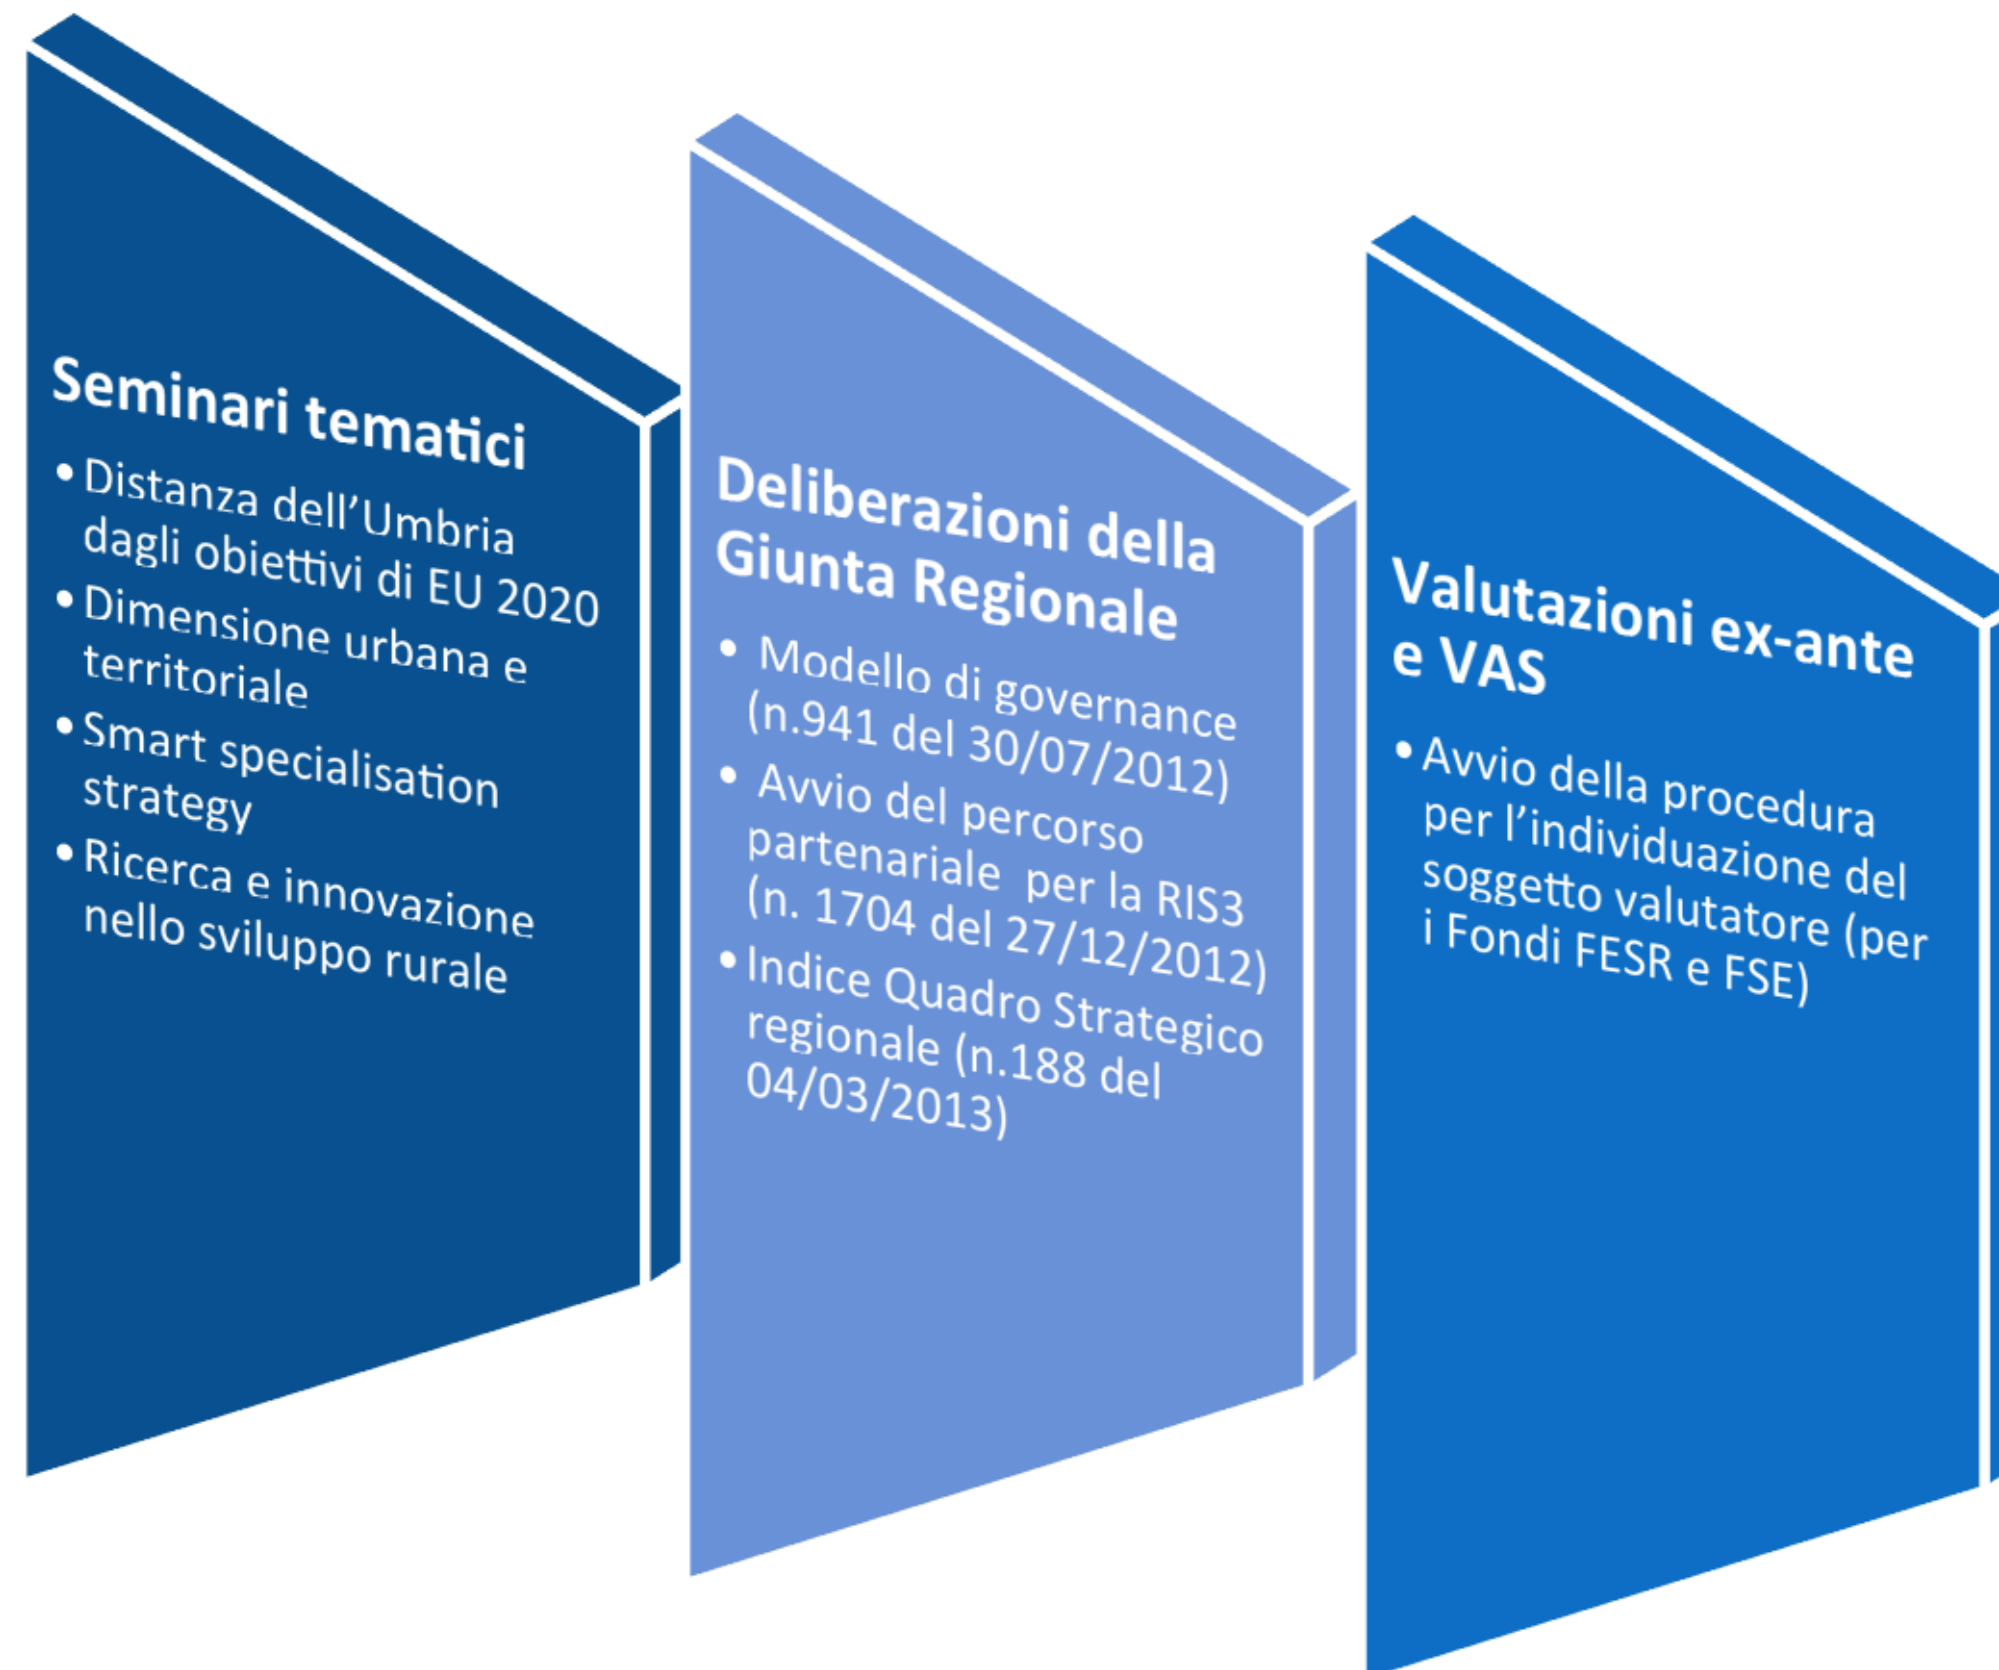 Seminari tematici
• Distanza dell’Umbria
dagli obiettivi di EU 2020
• Dimensione urbana e
territoriale
• Smart specialisation
strategy
• Ricerca e innovazione
nello sviluppo rurale
Deliberazioni della
Giunta Regionale
• Modello di governance
(n.941 del 30/07/2012)
• Avvio del percorso
partenariale per la RIS3
(n. 1704 del 27/12/2012)
• Indice Quadro Strategico
regionale (n.188 del
04/03/2013)
Valutazioni ex-ante
e VAS
• Avvio della procedura
per l’individuazione del
soggetto valutatore (per
i Fondi FESR e FSE)